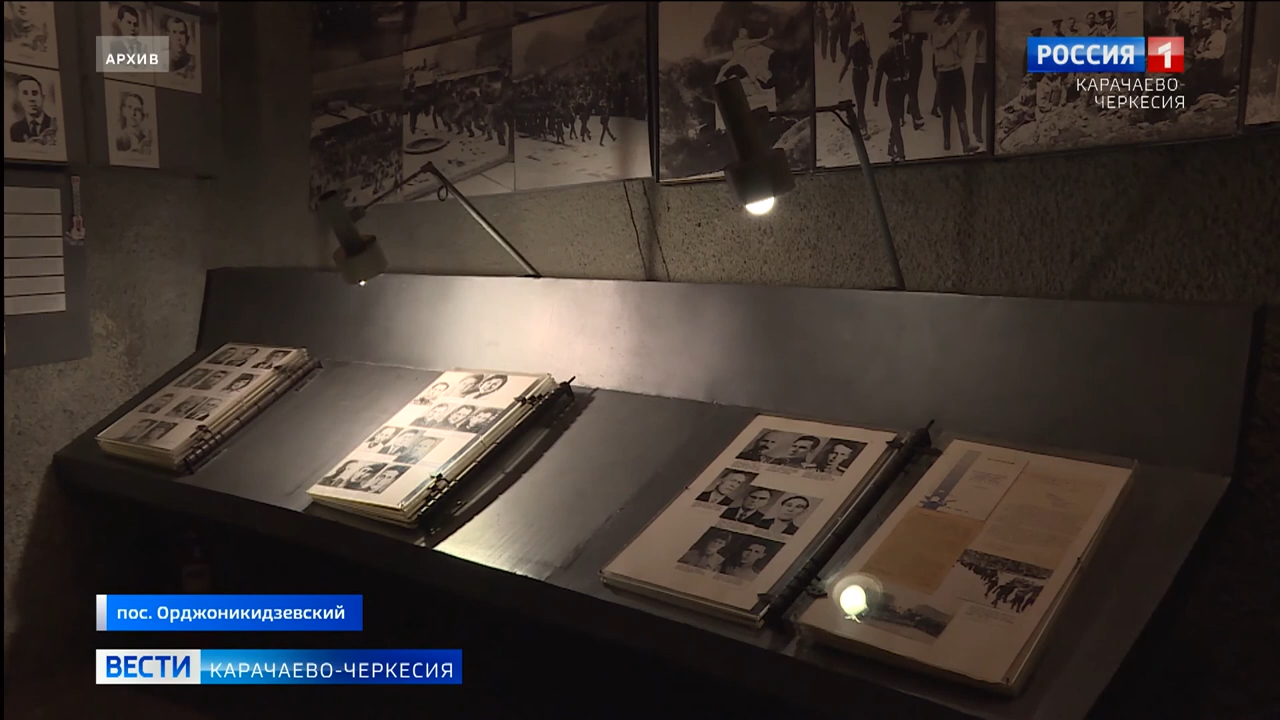 АРХИВ
РОССИЯ 1
КАРАЧАЕВО-
ЧЕРКЕСИЯ
пос. Орджоникидзевский
ВЕСТИ КАРАЧАЕВО-ЧЕРКЕСИЯ